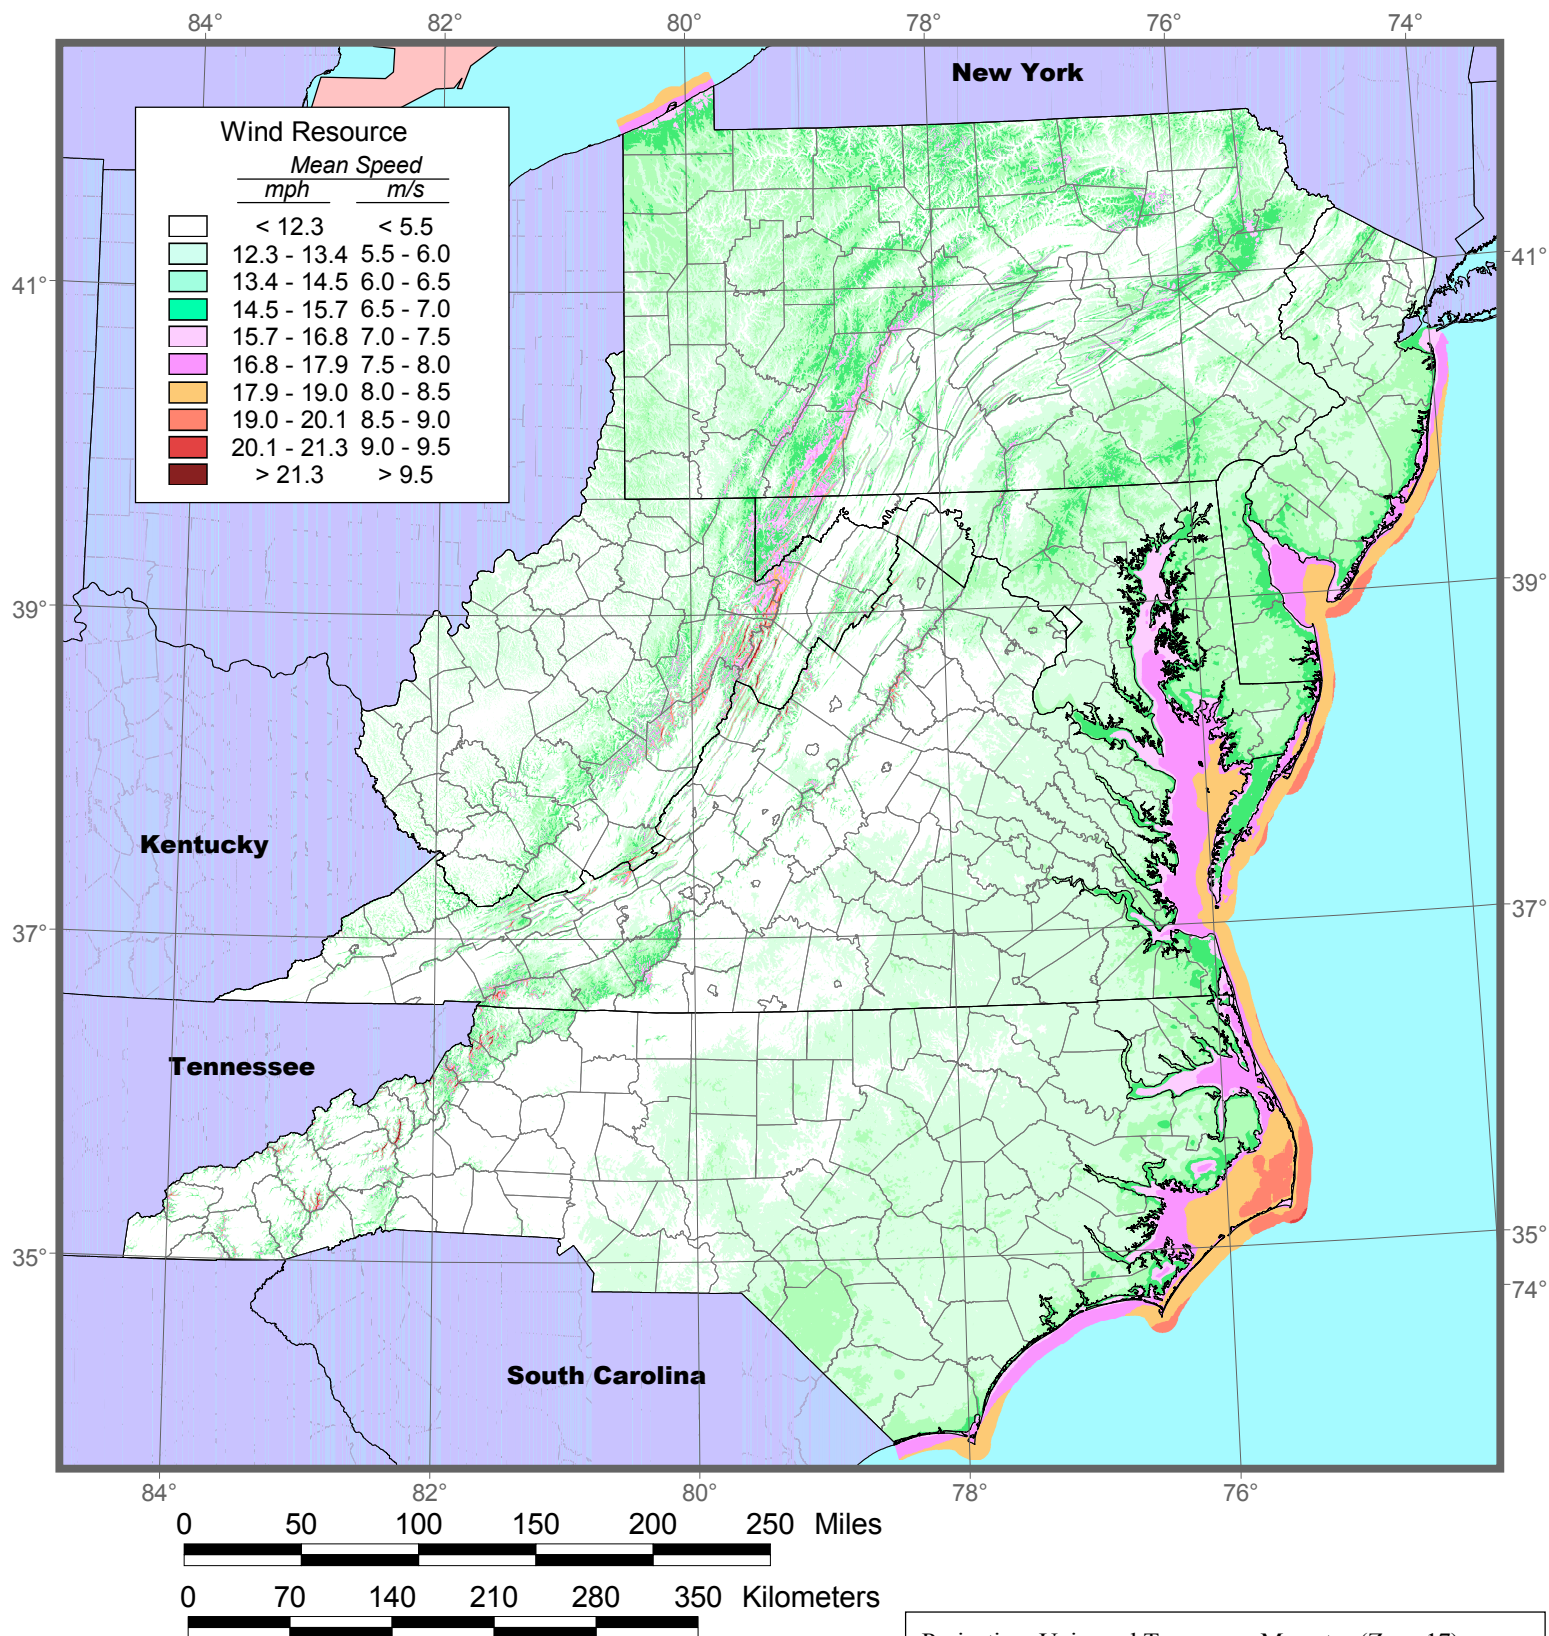 84° 82° 80° 78° 76° 74°
New York
Wind Resource
Mean Speed
mph m/s
< 12.3 < 5.5
12.3 - 13.4 5.5 - 6.0
13.4 - 14.5 6.0 - 6.5
14.5 - 15.7 6.5 - 7.0
15.7 - 16.8 7.0 - 7.5
16.8 - 17.9 7.5 - 8.0
17.9 - 19.0 8.0 - 8.5
19.0 - 20.1 8.5 - 9.0
20.1 - 21.3 9.0 - 9.5
> 21.3 > 9.5
41° 41°
39° 39°
Kentucky
37° 37°
Tennessee
35° 35°
74°
South Carolina
84° 82° 80° 78° 76°
0 50 100 150 200 250 Miles
0 70 140 210 280 350 Kilometers